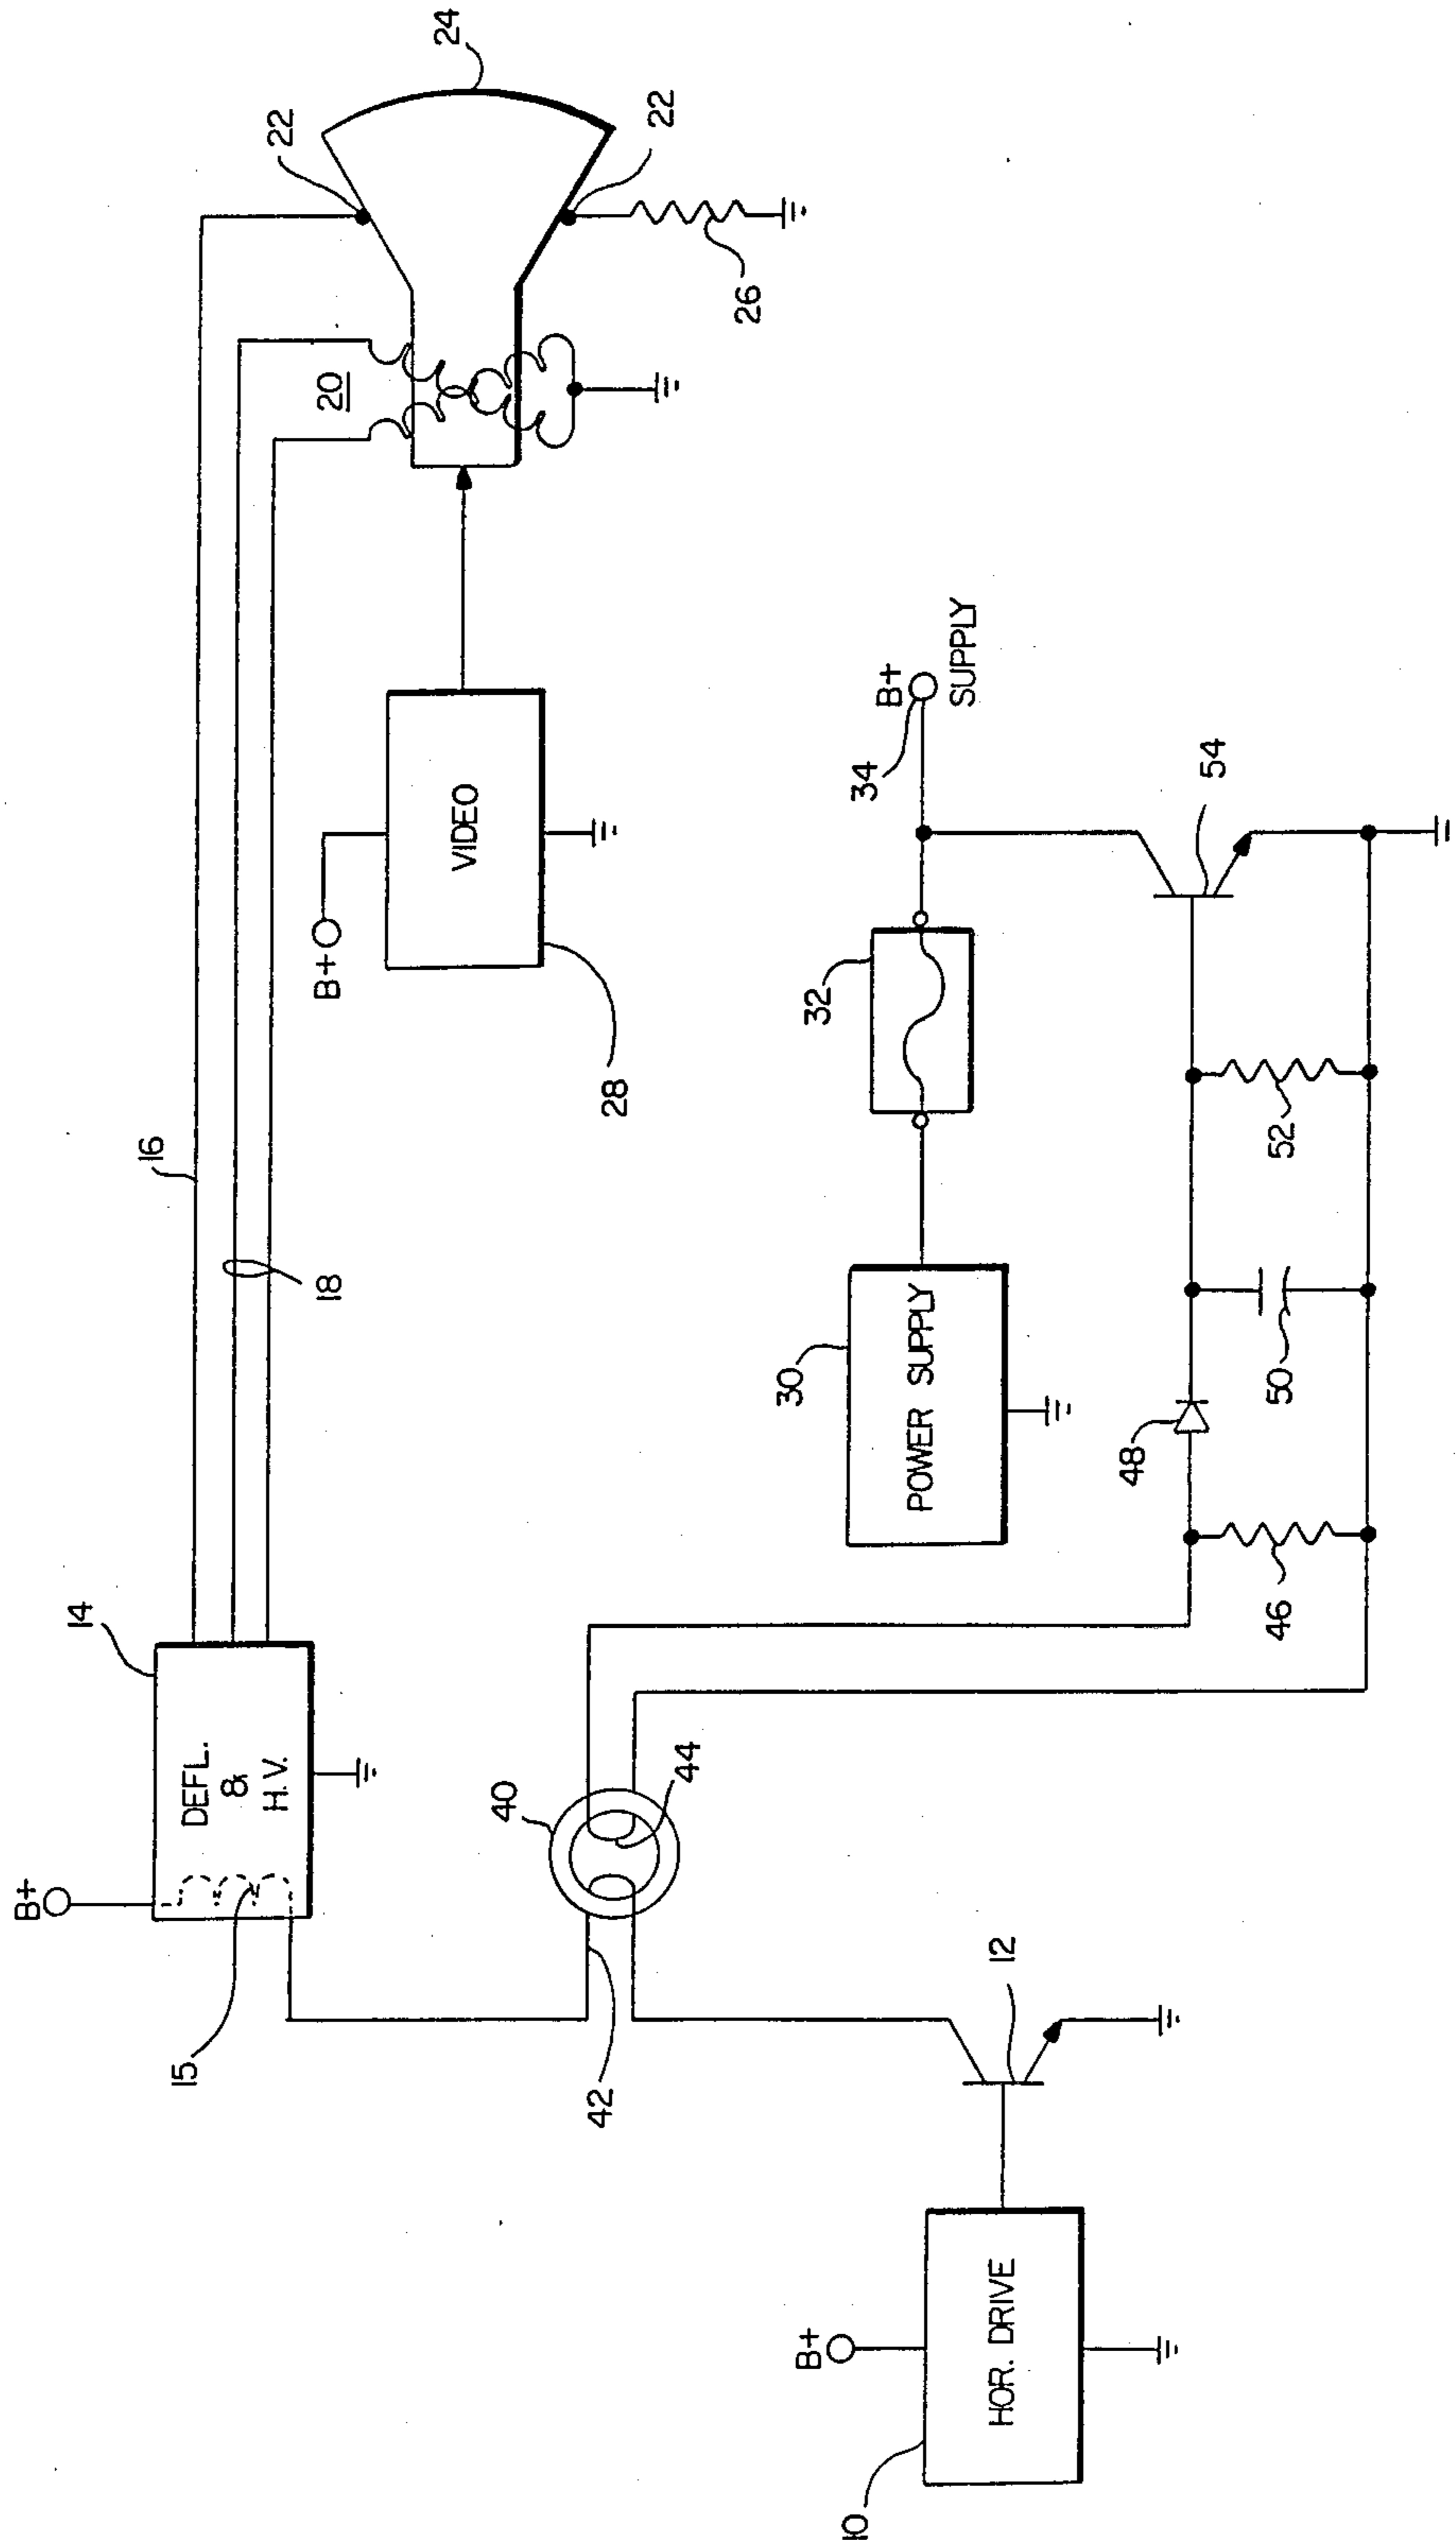 B+
14
DEFL.
&
H.V.
15
16
18
20
22
24
22
26
B+
VIDEO
28
40
42
44
30
POWER SUPPLY
32
34
B+
SUPPLY
B+
10
HOR. DRIVE
12
46
48
50
52
54